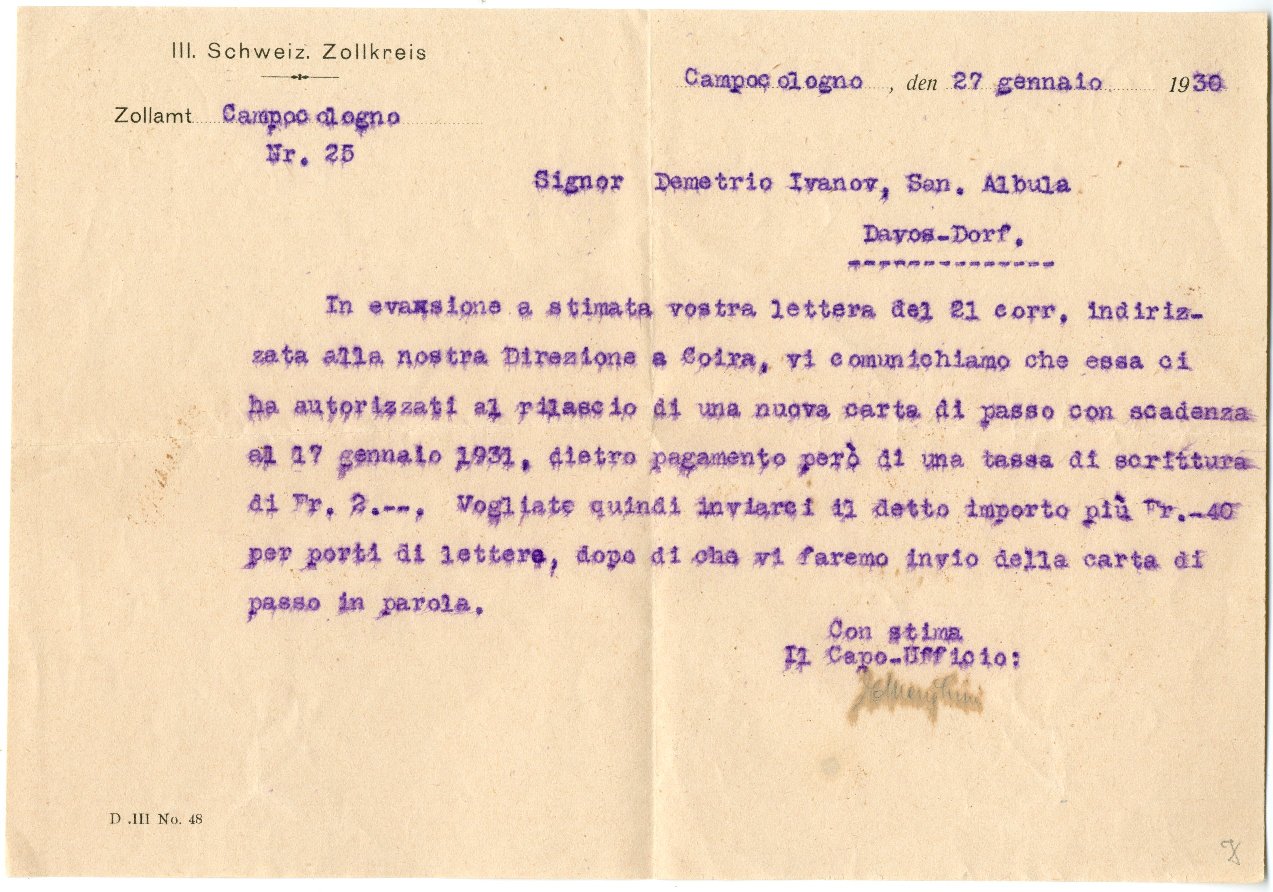 III. Schweiz. Zollkreis
Campocologno, den 27 gennaio 1930
Zollamt Campocologno
Nr. 25
Signor Demetrio Ivanov, San. Albula
Davos-Dorf.
In evaxsione a stimata vostra lettera del 21 corr, indiriz-
zata alla nostra Direzione a Coira, vi comunichiamo che essa ci
ha autorizzati al rilascio di una nuova carta di passo con scadenza
al 17 gennaio 1931, dietro pagamento però di una tassa di scrittura
di Fr. 2.--. Vogliate quindi inviarci il detto importo più Fr.-40
per porti di lettere, dopo di che vi faremo invio della carta di
passo in parola.
Con stima
Il Capo-Ufficio:
D .III No. 48